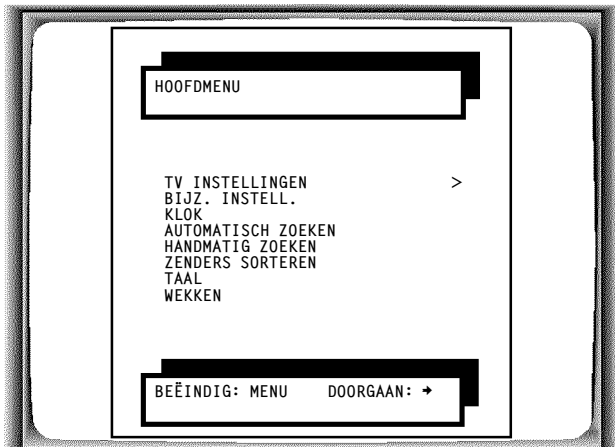 HOOFDMENU
TV INSTELLINGEN >
BIJZ. INSTELL.
KLOK
AUTOMATISCH ZOEKEN
HANDMATIG ZOEKEN
ZENDERS SORTEREN
TAAL
WEKKEN
BEËINDIG: MENU DOORGAAN: ➔